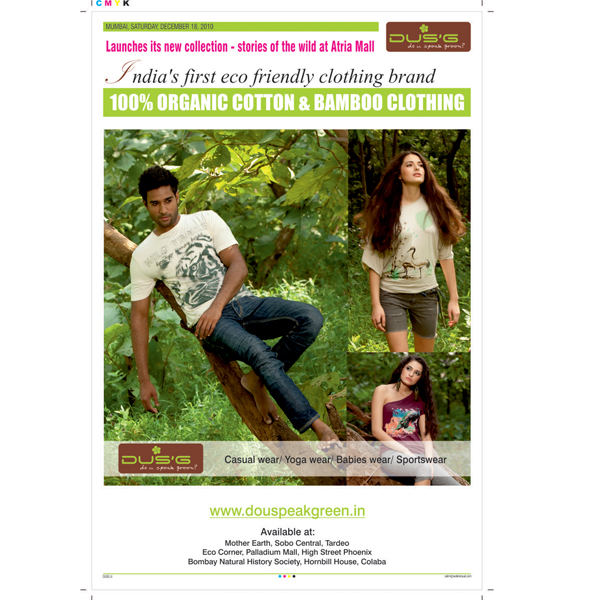 CMYK
MUMBAI, SATURDAY, DECEMBER 18, 2010
Launches its new collection - stories of the wild at Atria Mall
DUS'G
do u speak green?
India's first eco friendly clothing brand
100% ORGANIC COTTON & BAMBOO CLOTHING
DUS'G
do u speak green?
Casual wear/ Yoga wear/ Babies wear/ Sportswear
www.douspeakgreen.in
Available at:
Mother Earth, Sobo Central, Tardeo
Eco Corner, Palladium Mall, High Street Phoenix
Bombay Natural History Society, Hornbill House, Colaba